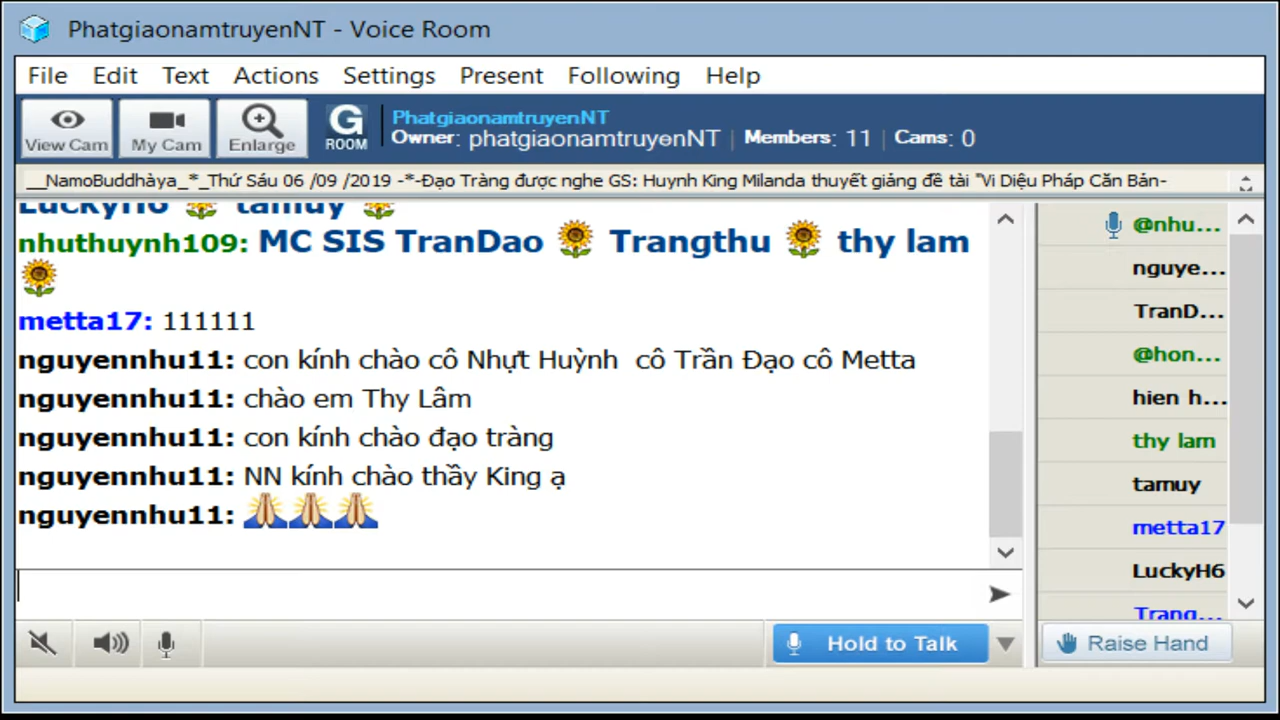 PhatgiaonamtruyenNT - Voice Room
File Edit Text Actions Settings Present Following Help
View Cam My Cam Enlarge G ROOM
PhatgiaonamtruyenNT
Owner: phatgiaonamtruyenNT | Members: 11 | Cams: 0
__NamoBuddhàya_*_Thứ Sáu 06 /09 /2019 -*-Đạo Tràng được nghe GS: Huynh King Milanda thuyết giảng đề tài "Vi Diệu Pháp Căn Bản-
LuckyH6 tamuy
nhuthuynh109: MC SIS TranDao Trangthu thy lam
metta17: 111111
nguyennhu11: con kính chào cô Nhựt Huỳnh cô Trần Đạo cô Metta
nguyennhu11: chào em Thy Lâm
nguyennhu11: con kính chào đạo tràng
nguyennhu11: NN kính chào thầy King ạ
nguyennhu11:
@nhu...
nguye...
TranD...
@hon...
hien h...
thy lam
tamuy
metta17
LuckyH6
Trang...
Hold to Talk
Raise Hand